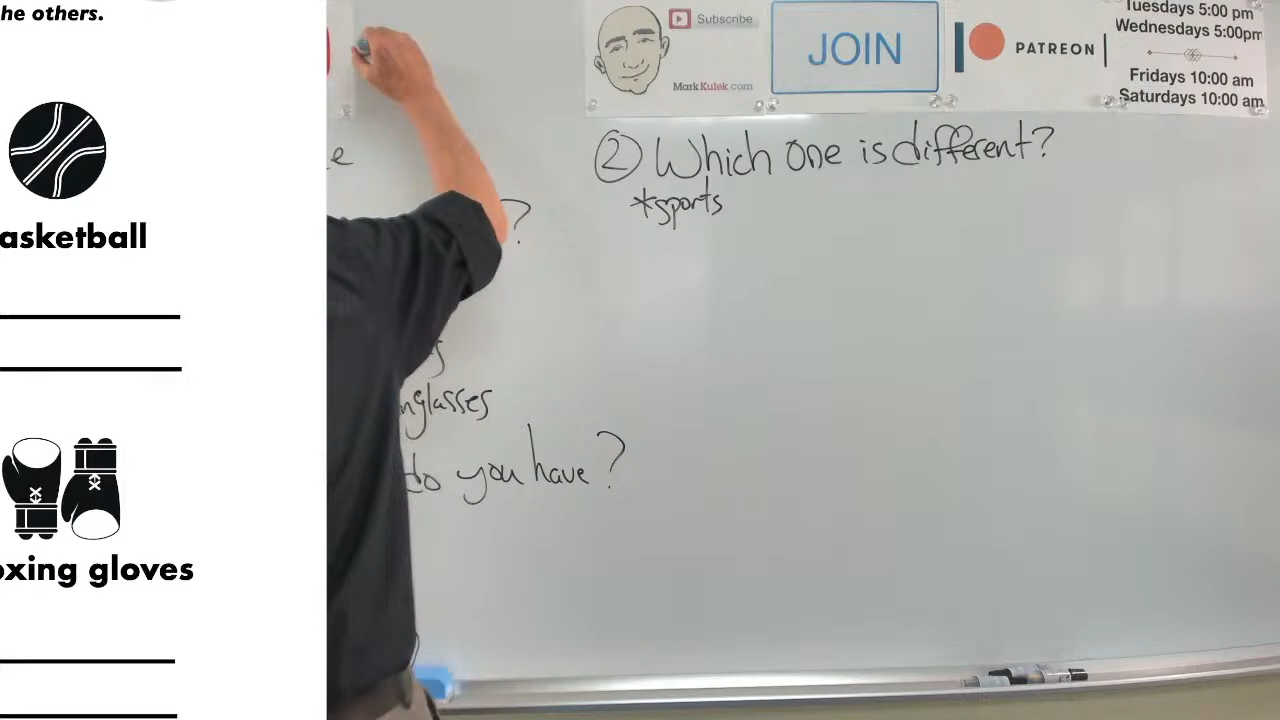 he others.
asketball
oxing gloves
Subscribe
MarkKulek.com
JOIN
PATREON
Tuesdays 5:00 pm
Wednesdays 5:00pm
Fridays 10:00 am
Saturdays 10:00 am
e
?
nglasses
do you have?
② Which one is different?
*sports